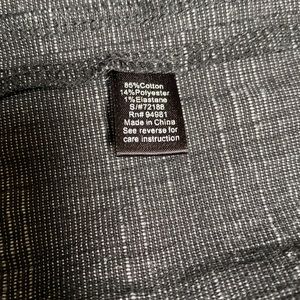 85%Cotton
14%Polyester
1%Elastane
S/#72188
Rn# 94981
Made in China
See reverse for
care instruction